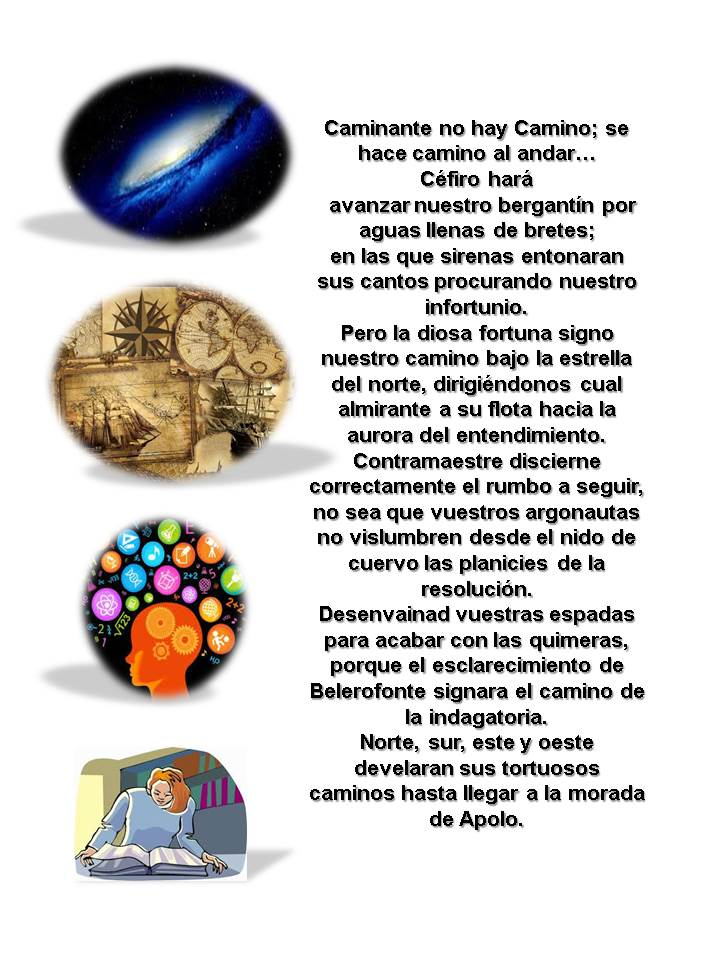 Caminante no hay Camino; se
hace camino al andar…
Céfiro hará
avanzar nuestro bergantín por
aguas llenas de bretes;
en las que sirenas entonaran
sus cantos procurando nuestro
infortunio.
Pero la diosa fortuna signo
nuestro camino bajo la estrella
del norte, dirigiéndonos cual
almirante a su flota hacia la
aurora del entendimiento.
Contramaestre discierne
correctamente el rumbo a seguir,
no sea que vuestros argonautas
no vislumbren desde el nido de
cuervo las planicies de la
resolución.
Desenvainad vuestras espadas
para acabar con las quimeras,
porque el esclarecimiento de
Belerofonte signara el camino de
la indagatoria.
Norte, sur, este y oeste
develaran sus tortuosos
caminos hasta llegar a la morada
de Apolo.
2+2
√123
2+2